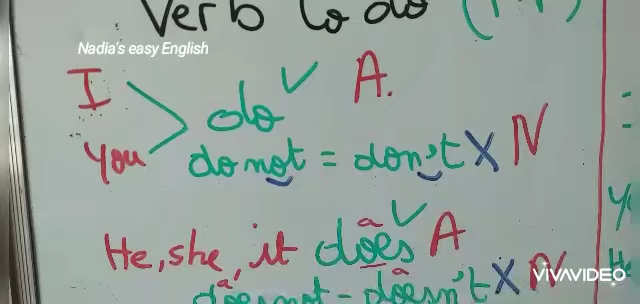 Verb to do
Nadia's easy English
I
do ✓ A.
You
do not = don't X N
He, she, it does ✓ A
a
does not = doesn't X N
a
a
VIVAVIDEO